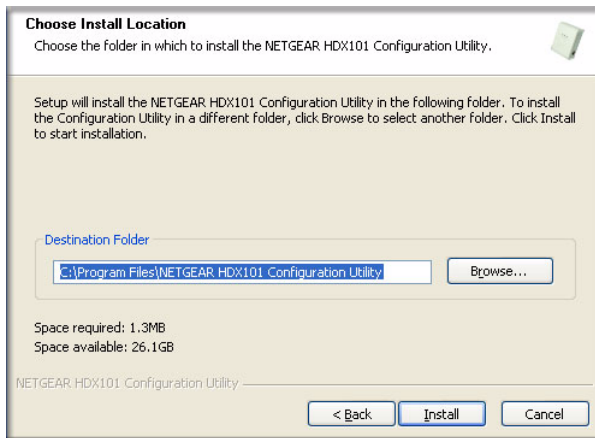 Choose Install Location
Choose the folder in which to install the NETGEAR HDX101 Configuration Utility.
Setup will install the NETGEAR HDX101 Configuration Utility in the following folder. To install
the Configuration Utility in a different folder, click Browse to select another folder. Click Install
to start installation.
Destination Folder
C:\Program Files\NETGEAR HDX101 Configuration Utility
Browse...
Space required: 1.3MB
Space available: 26.1GB
NETGEAR HDX101 Configuration Utility
< Back Install Cancel